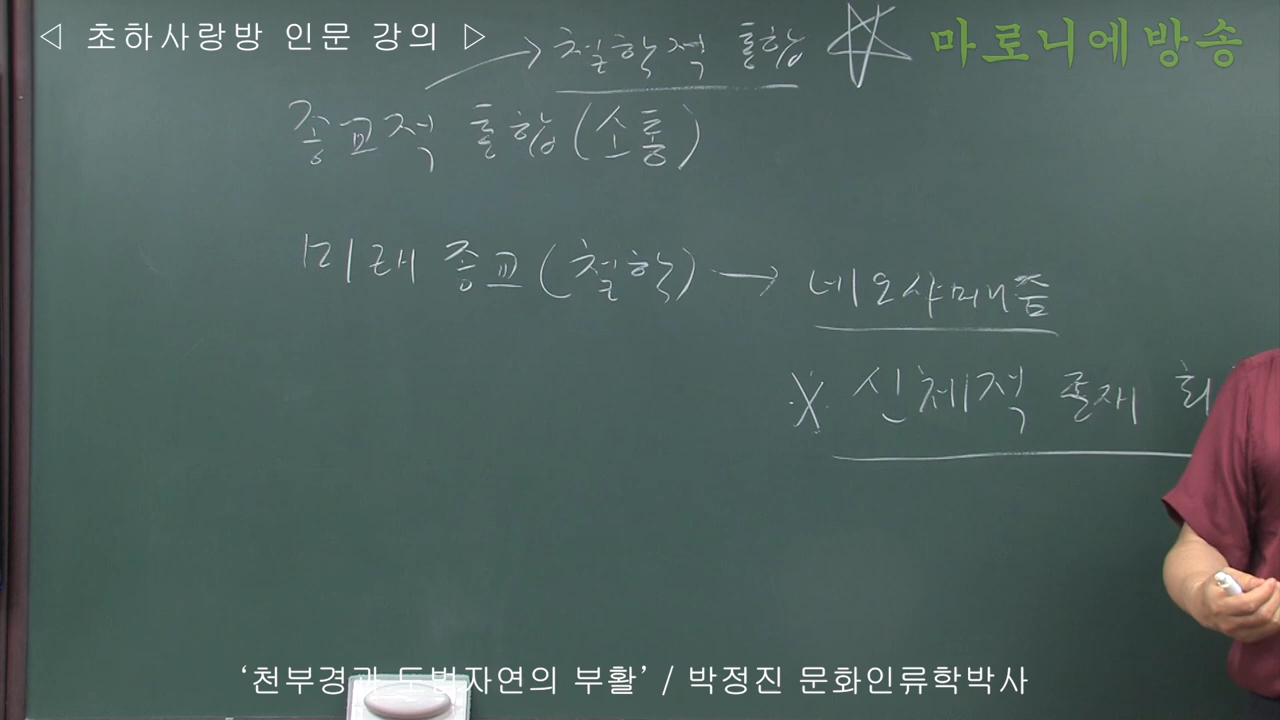 ◁ 초하사랑방 인문 강의 ▷
마로니에방송
→ 철학적 통합 ☆
종교적 통합 (소통)
미래 종교 (철학) → 네오샤머니즘
※ 신체적 존재 회
‘천부경과 도법자연의 부활’ / 박정진 문화인류학박사